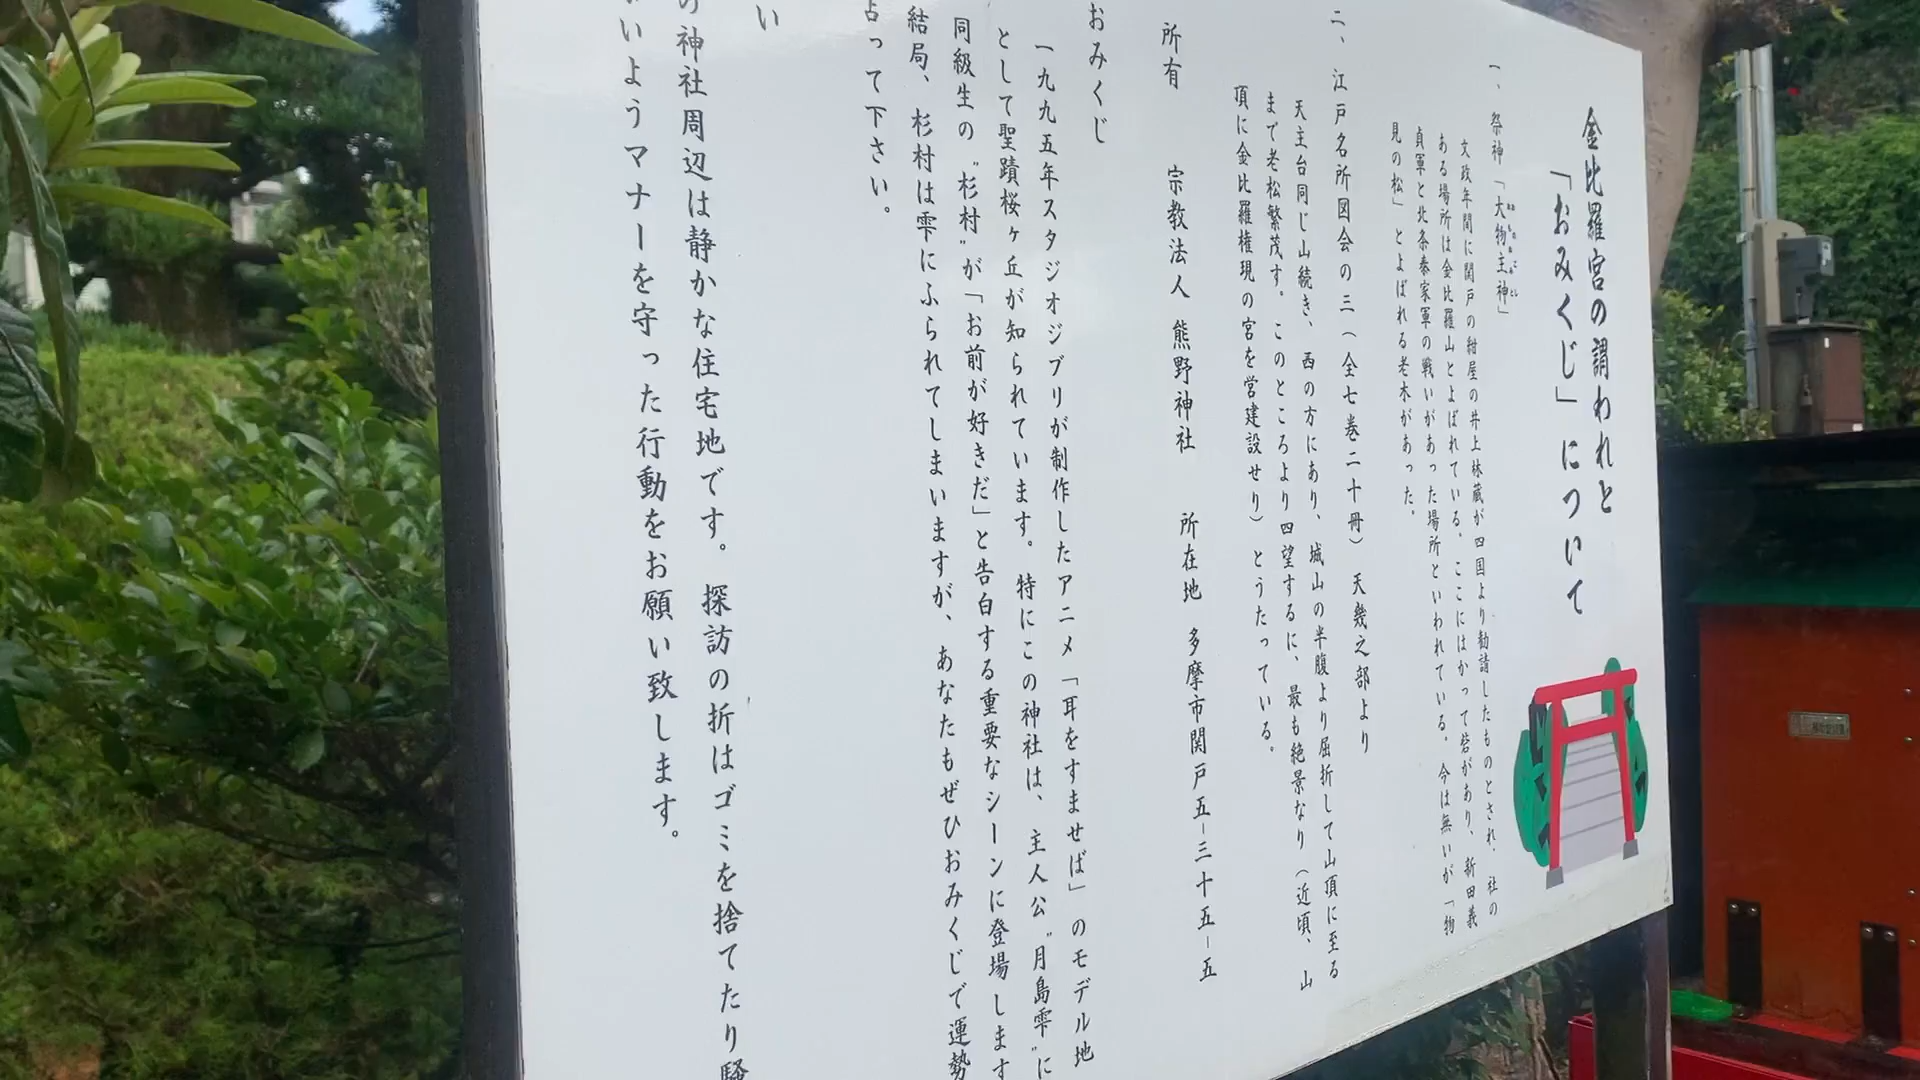 金比羅宮の謂われと
「おみくじ」について
一、祭神「大物主神」
おおものぬしのかみ
文政年間に関戸の紺屋の井上林蔵が四国より勧請したものとされ、社の
ある場所は金比羅山とよばれている。ここにはかつて砦があり、新田義
貞軍と北条泰家軍の戦いがあった場所といわれている。今は無いが「物
見の松」とよばれる老木があった。
二、江戸名所図会の三(全七巻二十冊)天幾之部より
天主台同じ山続き、西の方にあり、城山の半腹より屈折して山頂に至る
まで老松繁茂す。このところより四望するに、最も絶景なり(近頃、山
頂に金比羅権現の宮を営建設せり)とうたっている。
所有 宗教法人 熊野神社 所在地 多摩市関戸五-三十五-五
おみくじ
一九九五年スタジオジブリが制作したアニメ「耳をすませば」のモデル地
として聖蹟桜ヶ丘が知られています。特にこの神社は、主人公"月島雫"に
同級生の"杉村"が「お前が好きだ」と告白する重要なシーンに登場します
結局、杉村は雫にふられてしまいますが、あなたもぜひおみくじで運勢
占って下さい。
い
の神社周辺は静かな住宅地です。探訪の折はゴミを捨てたり騒
いようマナーを守った行動をお願い致します。